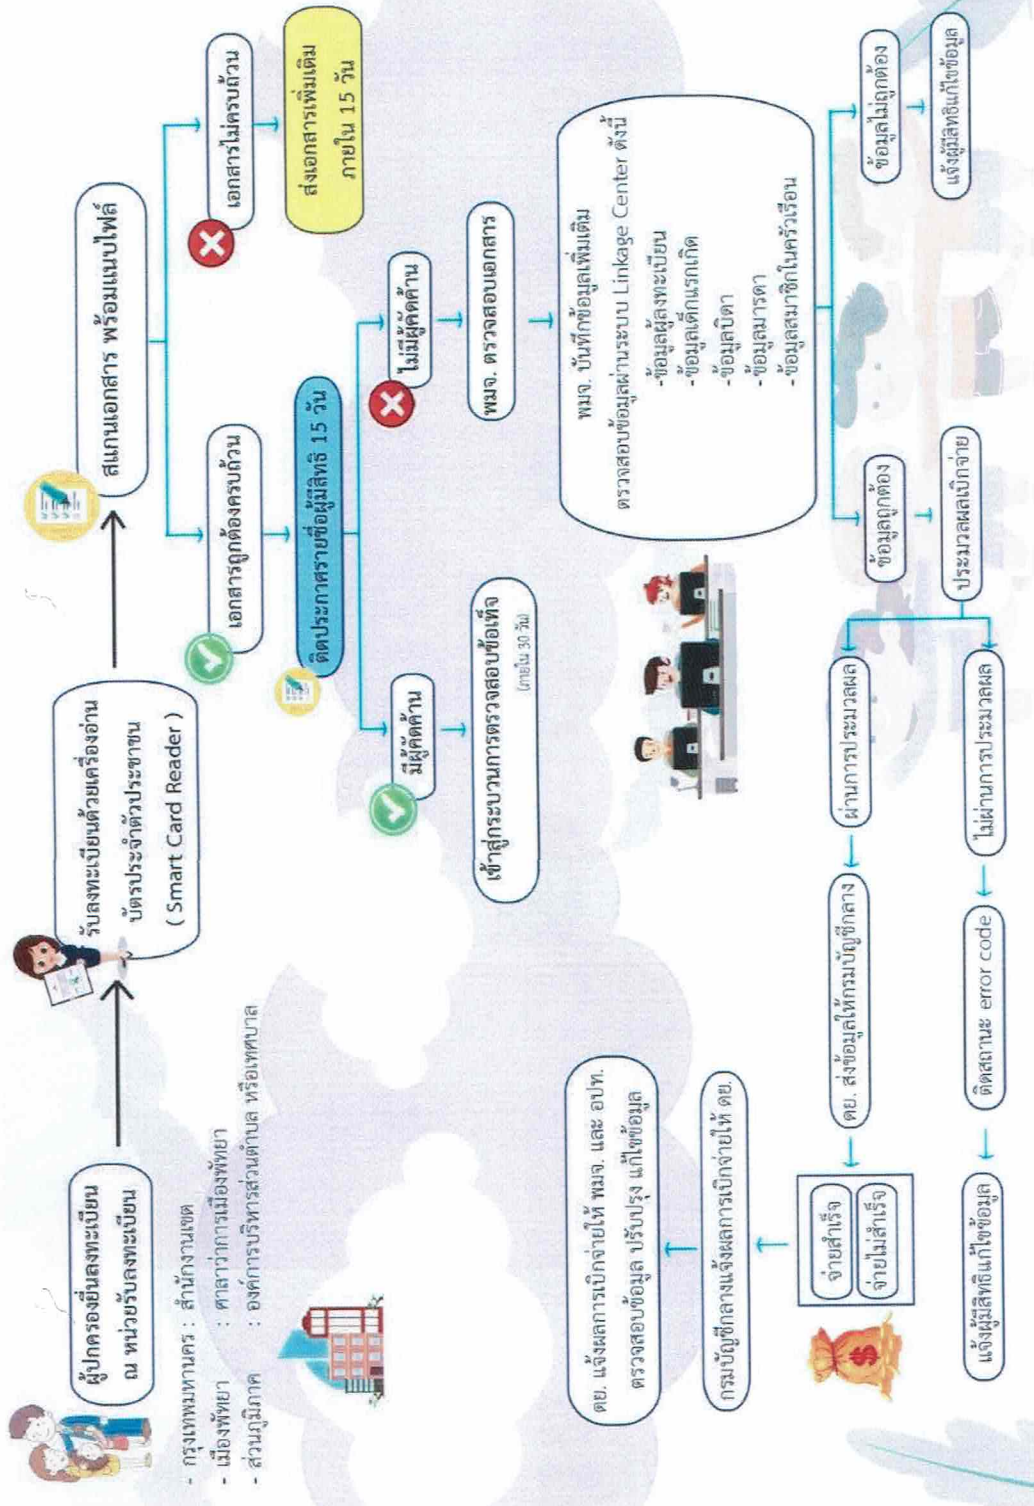 ผู้ปกครองยื่นลงทะเบียน
ณ หน่วยรับลงทะเบียน
- กรุงเทพมหานคร : สำนักงานเขต
- เมืองพัทยา : ศาลาว่าการเมืองพัทยา
- ส่วนภูมิภาค : องค์การบริหารส่วนตำบล หรือเทศบาล
รับลงทะเบียนด้วยเครื่องอ่าน
บัตรประจำตัวประชาชน
( Smart Card Reader )
สแกนเอกสาร พร้อมแนบไฟล์
เอกสารถูกต้องครบถ้วน
เอกสารไม่ครบถ้วน
ส่งเอกสารเพิ่มเติม
ภายใน 15 วัน
ติดประกาศรายชื่อผู้มีสิทธิ 15 วัน
มีผู้คัดค้าน
เข้าสู่กระบวนการตรวจสอบข้อเท็จ
(ภายใน 30 วัน)
ไม่มีผู้คัดค้าน
พมจ. ตรวจสอบเอกสาร
พมจ. บันทึกข้อมูลเพิ่มเติม
ตรวจสอบข้อมูลผ่านระบบ Linkage Center ดังนี้
-ข้อมูลผู้ลงทะเบียน
-ข้อมูลเด็กแรกเกิด
-ข้อมูลบิดา
-ข้อมูลมารดา
-ข้อมูลสมาชิกในครัวเรือน
ข้อมูลถูกต้อง
ข้อมูลไม่ถูกต้อง
แจ้งผู้มีสิทธิแก้ไขข้อมูล
ประมวลผลเบิกจ่าย
ผ่านการประมวลผล
ดย. ส่งข้อมูลให้กรมบัญชีกลาง
จ่ายสำเร็จ
จ่ายไม่สำเร็จ
กรมบัญชีกลางแจ้งผลการเบิกจ่ายให้ ดย.
ดย. แจ้งผลการเบิกจ่ายให้ พมจ. และ อปท.
ตรวจสอบข้อมูล ปรับปรุง แก้ไขข้อมูล
ไม่ผ่านการประมวลผล
ติดสถานะ error code
แจ้งผู้มีสิทธิแก้ไขข้อมูล